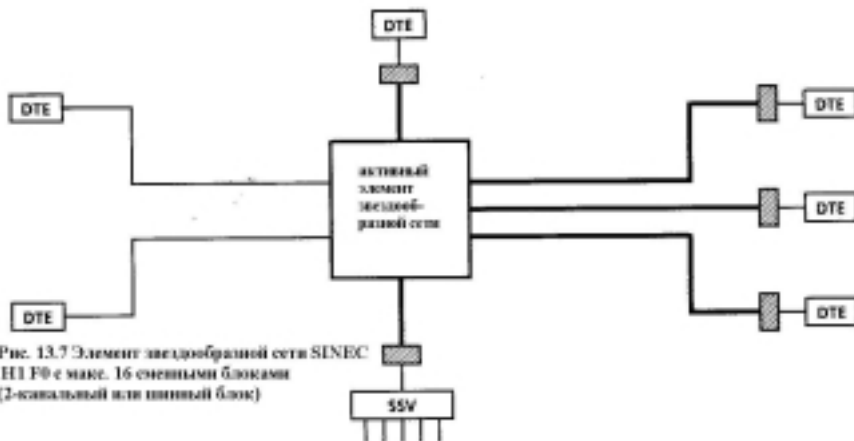 DTE
DTE
DTE
активный
элемент
звездооб-
разной сети
DTE
DTE
DTE
Рис. 13.7 Элемент звездообразной сети SINEC
H1 F0 с макс. 16 сменными блоками
(2-канальный или шинный блок)
SSV